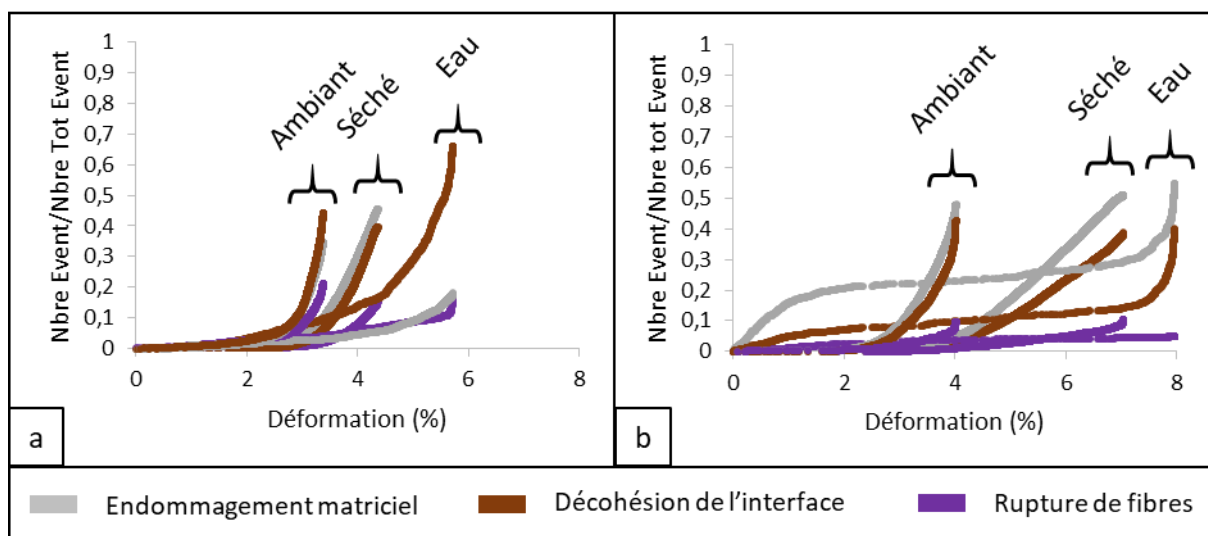 Nbre Event/Nbre Tot Event
1
0,9
0,8
0,7
0,6
0,5
0,4
0,3
0,2
0,1
0
Ambiant
Séché
Eau
0 2 4 6 8
Déformation (%)
a
Nbre Event/Nbre tot Event
1
0,9
0,8
0,7
0,6
0,5
0,4
0,3
0,2
0,1
0
Ambiant
Séché
Eau
0 2 4 6 8
Déformation (%)
b
Endommagement matriciel
Décohésion de l’interface
Rupture de fibres